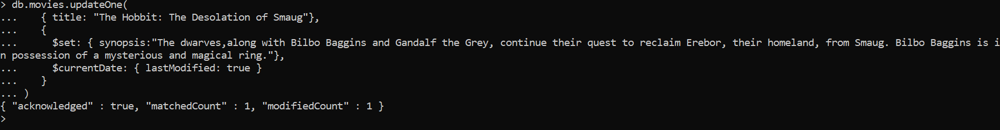 > db.movies.updateOne(
...    { title: "The Hobbit: The Desolation of Smaug"},
...    {
...      $set: { synopsis:"The dwarves,along with Bilbo Baggins and Gandalf the Grey, continue their quest to reclaim Erebor, their homeland, from Smaug. Bilbo Baggins is i
n possession of a mysterious and magical ring."},
...      $currentDate: { lastModified: true }
...    }
... )
{ "acknowledged" : true, "matchedCount" : 1, "modifiedCount" : 1 }
>